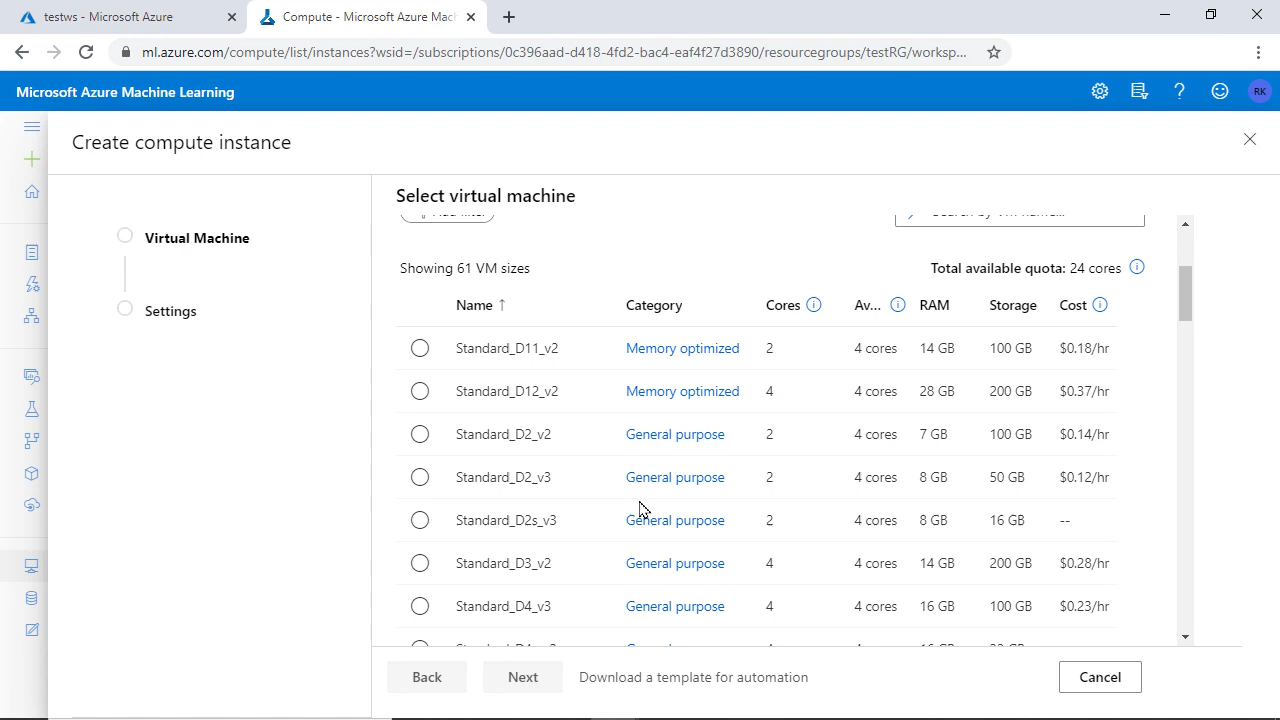 testws - Microsoft Azure
Compute - Microsoft Azure Mac
ml.azure.com/compute/list/instances?wsid=/subscriptions/0c396aad-d418-4fd2-bac4-eaf4f27d3890/resourcegroups/testRG/worksp...
Microsoft Azure Machine Learning
RK
Create compute instance
Virtual Machine
Settings
Select virtual machine
Add filter
Search by VM name...
Showing 61 VM sizes
Total available quota: 24 cores
Name ↑ Category Cores Av... RAM Storage Cost
Standard_D11_v2 Memory optimized 2 4 cores 14 GB 100 GB $0.18/hr
Standard_D12_v2 Memory optimized 4 4 cores 28 GB 200 GB $0.37/hr
Standard_D2_v2 General purpose 2 4 cores 7 GB 100 GB $0.14/hr
Standard_D2_v3 General purpose 2 4 cores 8 GB 50 GB $0.12/hr
Standard_D2s_v3 General purpose 2 4 cores 8 GB 16 GB --
Standard_D3_v2 General purpose 4 4 cores 14 GB 200 GB $0.28/hr
Standard_D4_v3 General purpose 4 4 cores 16 GB 100 GB $0.23/hr
Back
Next
Download a template for automation
Cancel